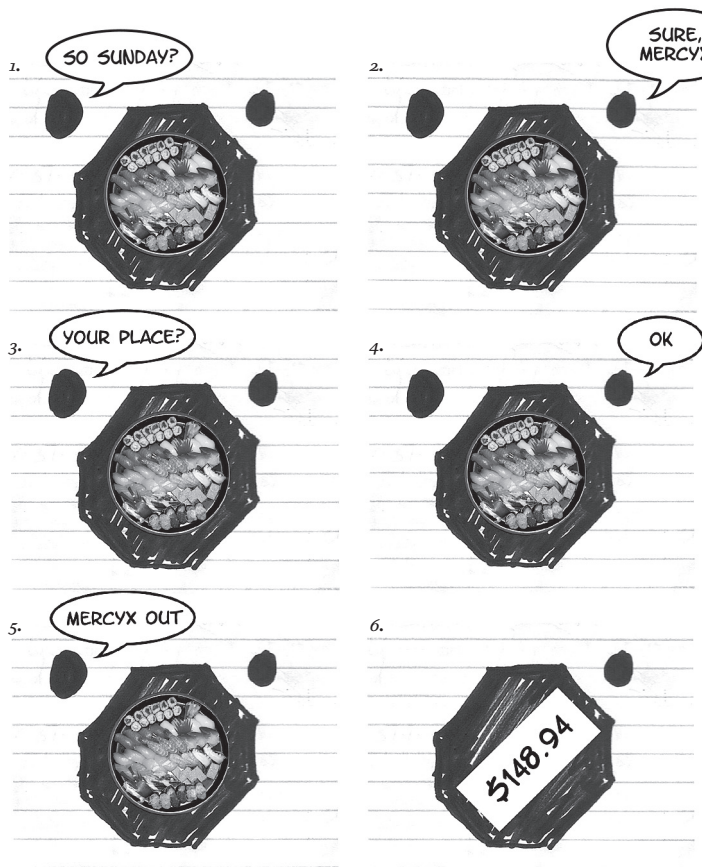 1.
SO SUNDAY?
2.
SURE,
MERCYX
3.
YOUR PLACE?
4.
OK
5.
MERCYX OUT
6.
$148.94